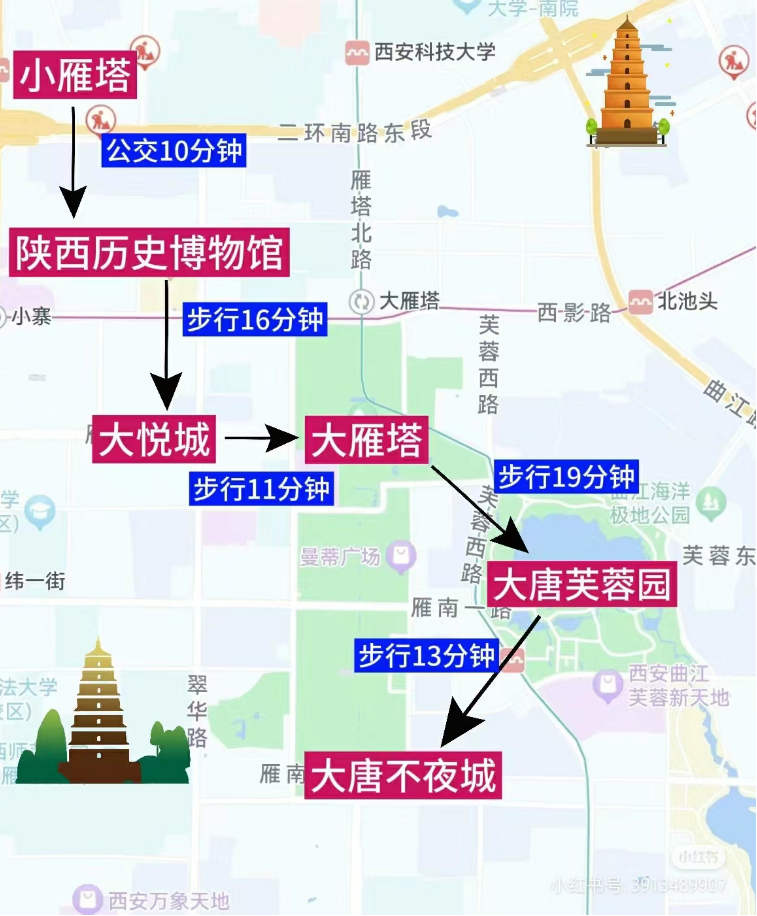 大学-南院
西安科技大学
小雁塔
二环南路东段
公交10分钟
雁塔北路
陕西历史博物馆
小寨
大雁塔
西影路
北池头
步行16分钟
芙蓉西路
曲江路
大悦城
大雁塔
步行11分钟
步行19分钟
曲江海洋
极地公园
学
区)
芙蓉西路
曼蒂广场
芙蓉东
纬一街
大唐芙蓉园
雁南一路
步行13分钟
西安曲江
芙蓉新天地
法大学
校区)
翠华路
西师
雁
雁南
大唐不夜城
小红书
小红书号 3913489907
西安万象天地